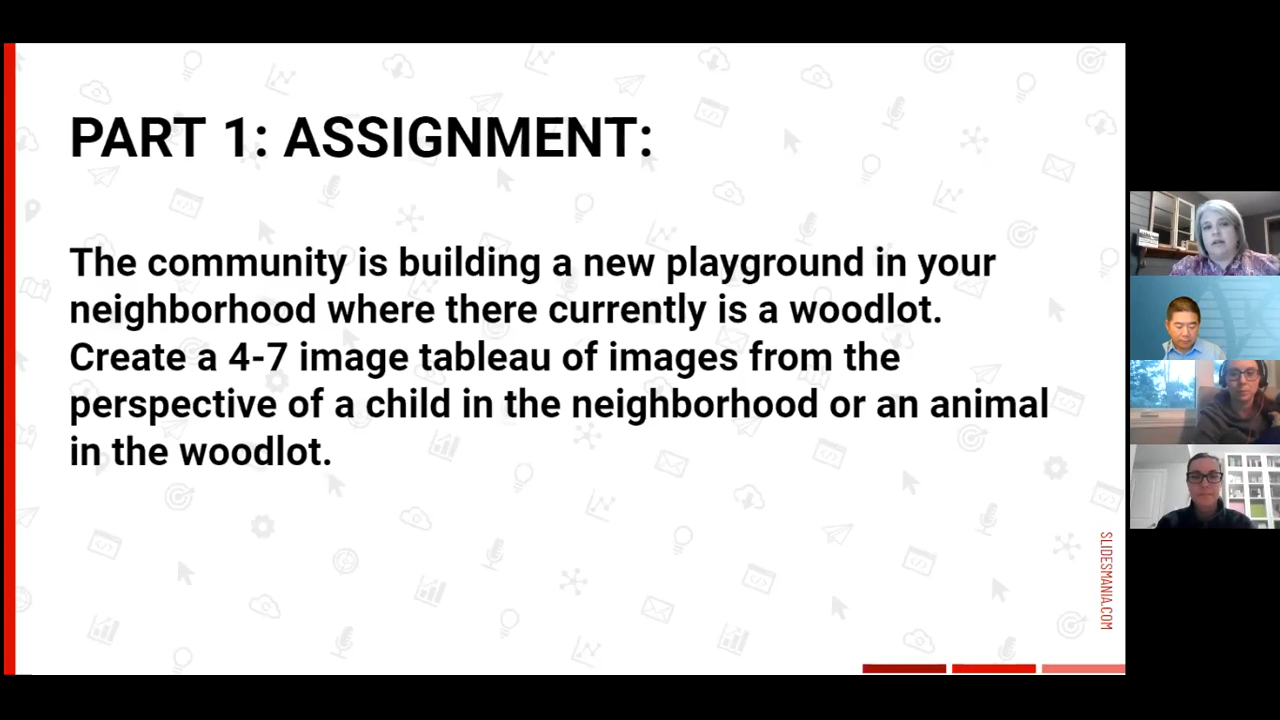 PART 1: ASSIGNMENT:
The community is building a new playground in your
neighborhood where there currently is a woodlot.
Create a 4-7 image tableau of images from the
perspective of a child in the neighborhood or an animal
in the woodlot.
SLIDESMANIA.COM